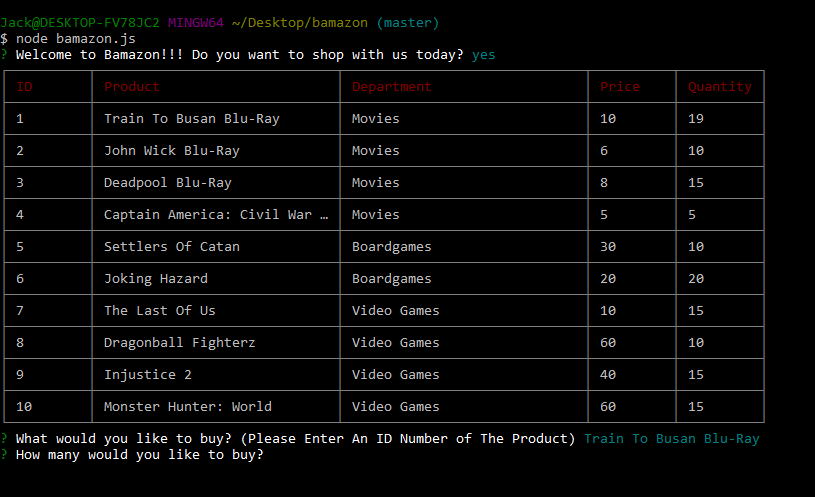 Jack@DESKTOP-FV78JC2 MINGW64 ~/Desktop/bamazon (master)
$ node bamazon.js
? Welcome to Bamazon!!! Do you want to shop with us today? yes
ID Product Department Price Quantity
1 Train To Busan Blu-Ray Movies 10 19
2 John Wick Blu-Ray Movies 6 10
3 Deadpool Blu-Ray Movies 8 15
4 Captain America: Civil War … Movies 5 5
5 Settlers Of Catan Boardgames 30 10
6 Joking Hazard Boardgames 20 20
7 The Last Of Us Video Games 10 15
8 Dragonball Fighterz Video Games 60 10
9 Injustice 2 Video Games 40 15
10 Monster Hunter: World Video Games 60 15
? What would you like to buy? (Please Enter An ID Number of The Product) Train To Busan Blu-Ray
? How many would you like to buy?